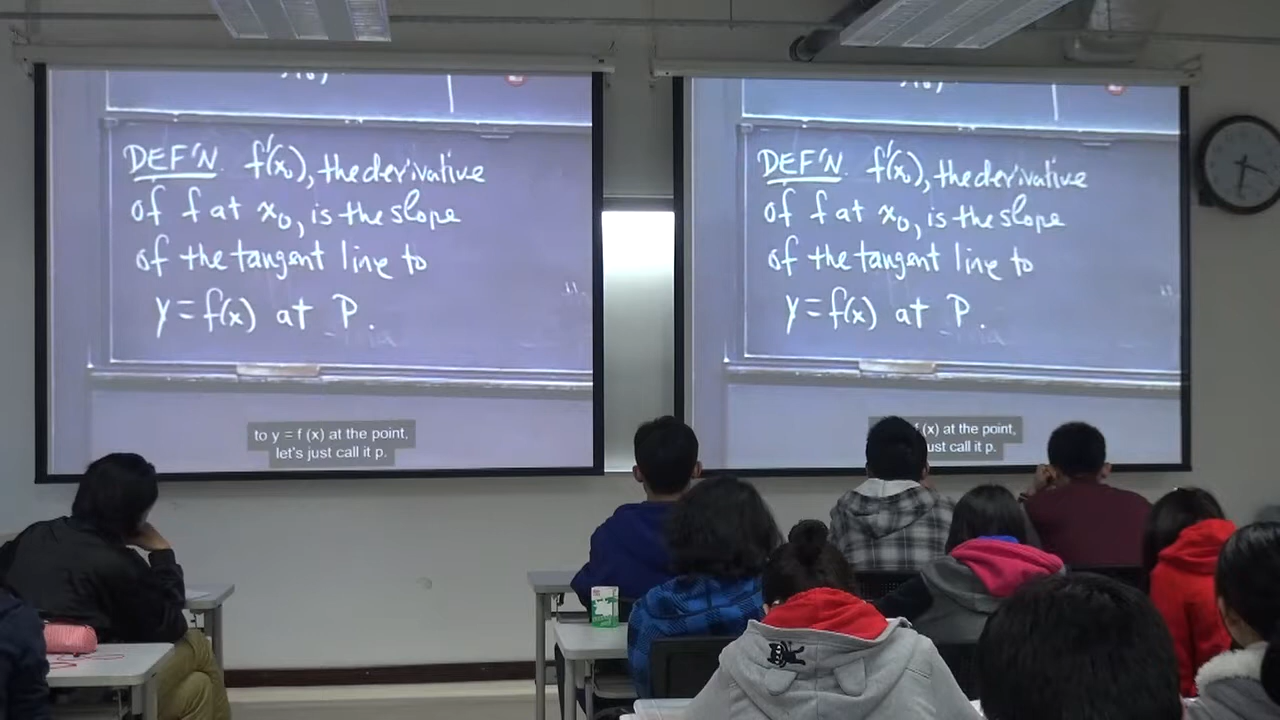 DEF'N. f'(x₀), the derivative
of f at x₀, is the slope
of the tangent line to
y = f(x) at P.
to y = f (x) at the point,
let's just call it p.
DEF'N. f'(x₀), the derivative
of f at x₀, is the slope
of the tangent line to
y = f(x) at P.
f (x) at the point,
just call it p.